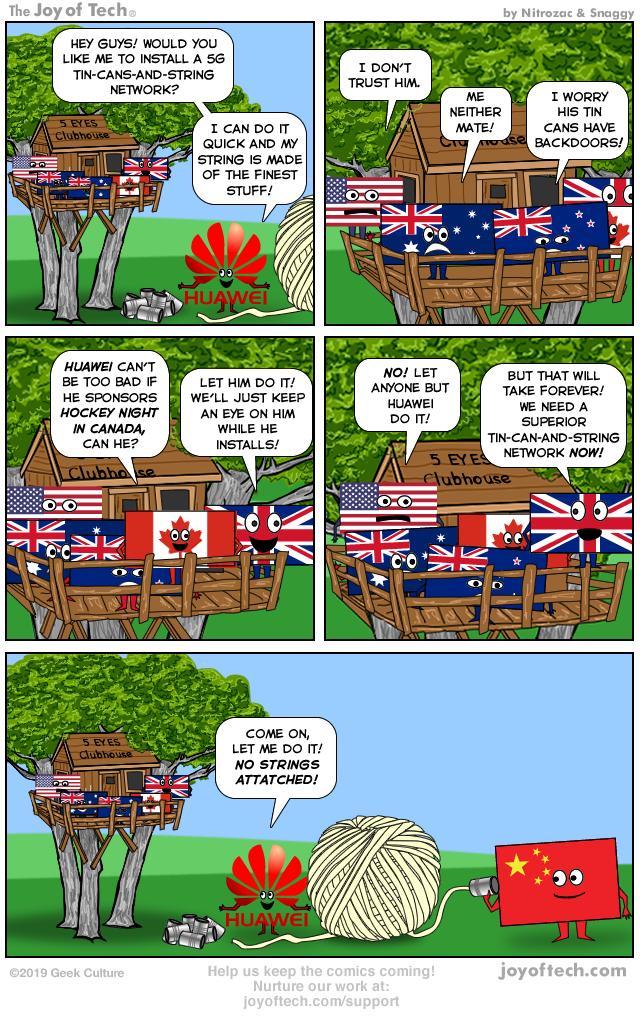 The Joy of Tech®
by Nitrozac & Snaggy
HEY GUYS! WOULD YOU
LIKE ME TO INSTALL A 5G
TIN-CANS-AND-STRING
NETWORK?
I CAN DO IT
QUICK AND MY
STRING IS MADE
OF THE FINEST
STUFF!
5 EYES
Clubhouse
HUAWEI
I DON'T
TRUST HIM.
ME
NEITHER
MATE!
I WORRY
HIS TIN
CANS HAVE
BACKDOORS!
HUAWEI CAN'T
BE TOO BAD IF
HE SPONSORS
HOCKEY NIGHT
IN CANADA,
CAN HE?
LET HIM DO IT!
WE'LL JUST KEEP
AN EYE ON HIM
WHILE HE
INSTALLS!
Clubhouse
NO! LET
ANYONE BUT
HUAWEI
DO IT!
BUT THAT WILL
TAKE FOREVER!
WE NEED A
SUPERIOR
TIN-CAN-AND-STRING
NETWORK NOW!
5 EYES
Clubhouse
5 EYES
Clubhouse
COME ON,
LET ME DO IT!
NO STRINGS
ATTATCHED!
HUAWEI
©2019 Geek Culture
Help us keep the comics coming!
Nurture our work at:
joyoftech.com/support
joyoftech.com